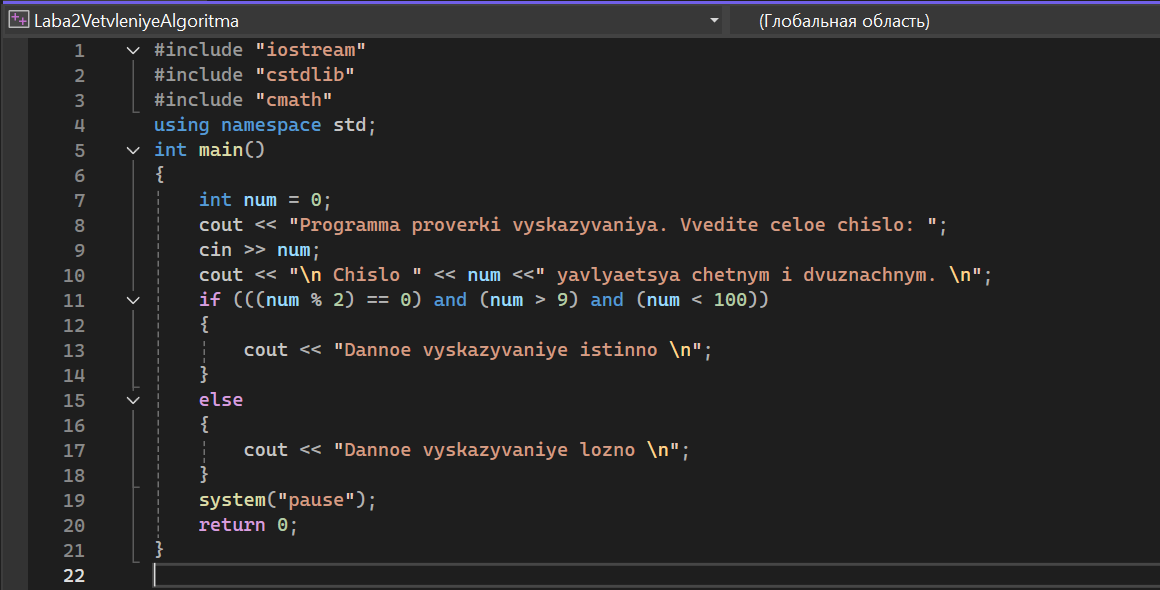 Laba2VetvleniyeAlgoritma (Глобальная область)
1 #include "iostream"
2 #include "cstdlib"
3 #include "cmath"
4 using namespace std;
5 int main()
6 {
7 int num = 0;
8 cout << "Programma proverki vyskazyvaniya. Vvedite celoe chislo: ";
9 cin >> num;
10 cout << "\n Chislo " << num <<" yavlyaetsya chetnym i dvuznachnym. \n";
11 if (((num % 2) == 0) and (num > 9) and (num < 100))
12 {
13 cout << "Dannoe vyskazyvaniye istinno \n";
14 }
15 else
16 {
17 cout << "Dannoe vyskazyvaniye lozno \n";
18 }
19 system("pause");
20 return 0;
21 }
22